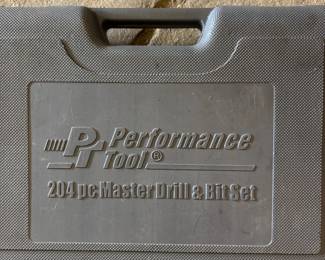 PT Performance
Tool®
204 pc Master Drill & Bit Set